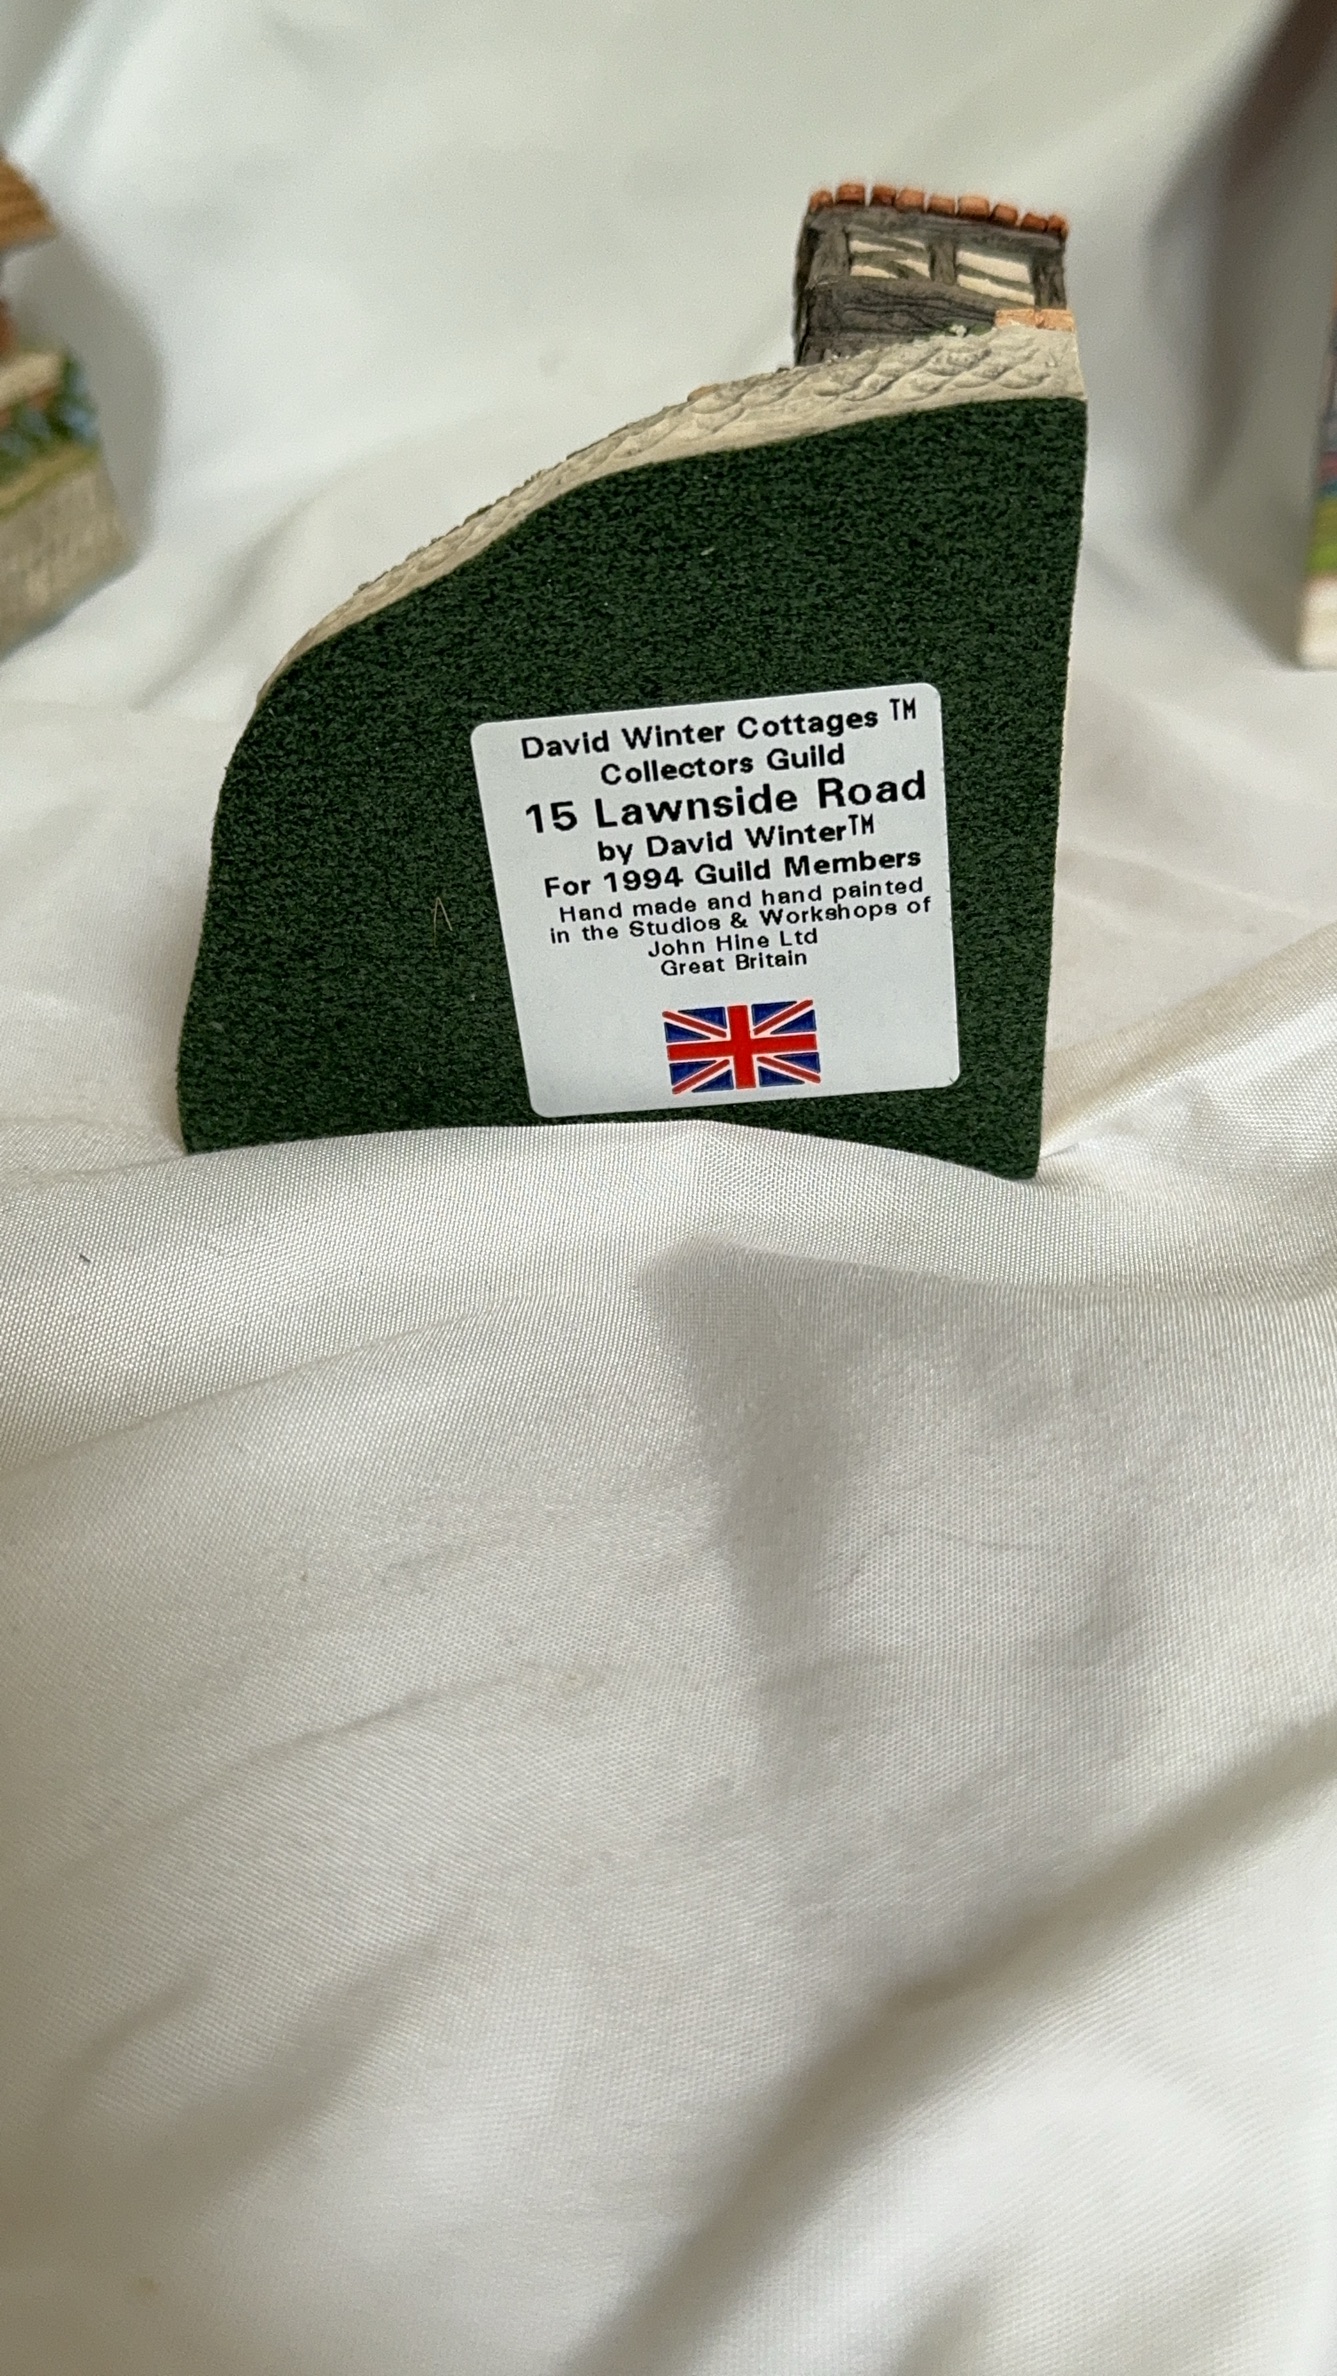 David Winter Cottages ™
Collectors Guild
15 Lawnside Road
by David Winter™
For 1994 Guild Members
Hand made and hand painted
in the Studios & Workshops of
John Hine Ltd
Great Britain